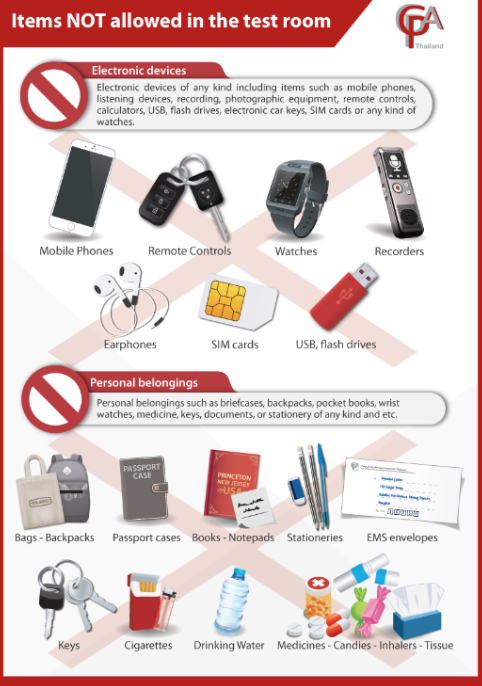 Items NOT allowed in the test room
CPA
Thailand
Electronic devices
Electronic devices of any kind including items such as mobile phones,
listening devices, recording, photographic equipment, remote controls,
calculators, USB, flash drives, electronic car keys, SIM cards or any kind of
watches.
Mobile Phones
Remote Controls
Watches
Recorders
Earphones
SIM cards
USB, flash drives
Personal belongings
Personal belongings such as briefcases, backpacks, pocket books, wrist
watches, medicine, keys, documents, or stationery of any kind and etc.
PASSPORT
CASE
PRINCETON
NEW JERSEY
USA
Bags - Backpacks
Passport cases
Books - Notepads
Stationeries
EMS envelopes
Keys
Cigarettes
Drinking Water
Medicines - Candies - Inhalers - Tissue